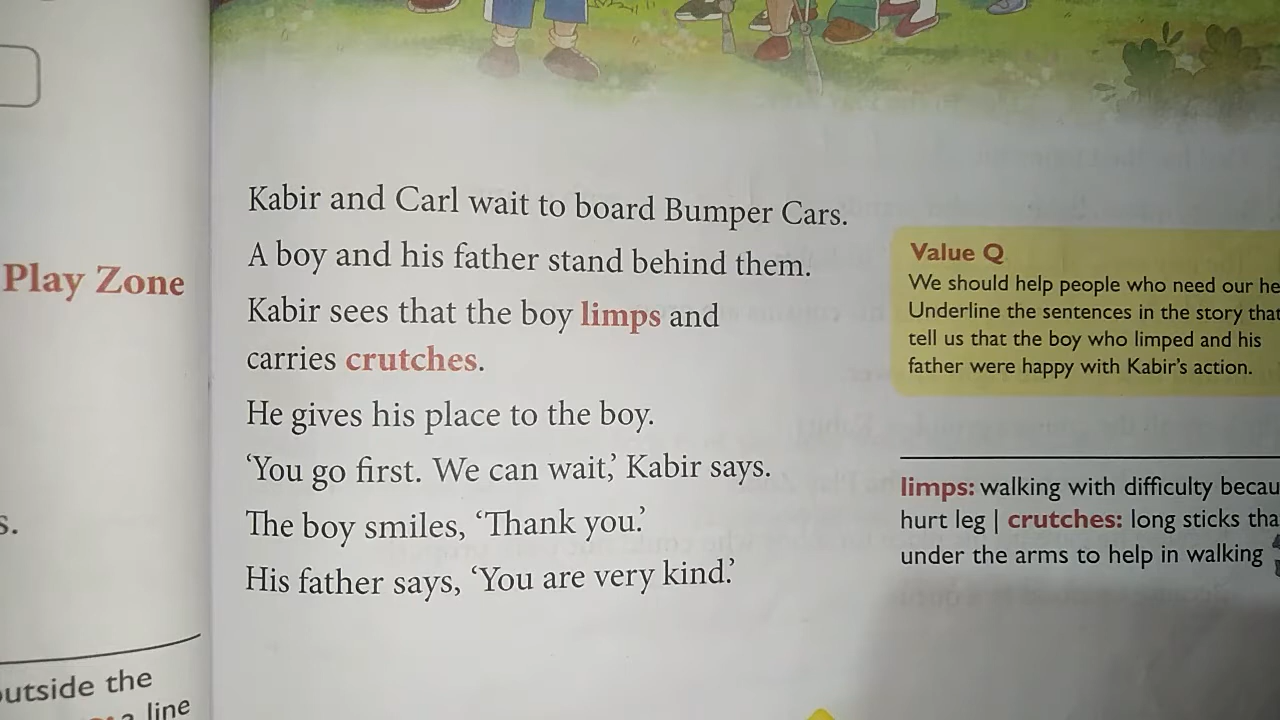 Play Zone
s.
outside the
a line
Kabir and Carl wait to board Bumper Cars.
A boy and his father stand behind them.
Kabir sees that the boy limps and
carries crutches.
He gives his place to the boy.
‘You go first. We can wait,’ Kabir says.
The boy smiles, ‘Thank you.’
His father says, ‘You are very kind.’
Value Q
We should help people who need our he
Underline the sentences in the story that
tell us that the boy who limped and his
father were happy with Kabir’s action.
limps: walking with difficulty becau
hurt leg | crutches: long sticks tha
under the arms to help in walking